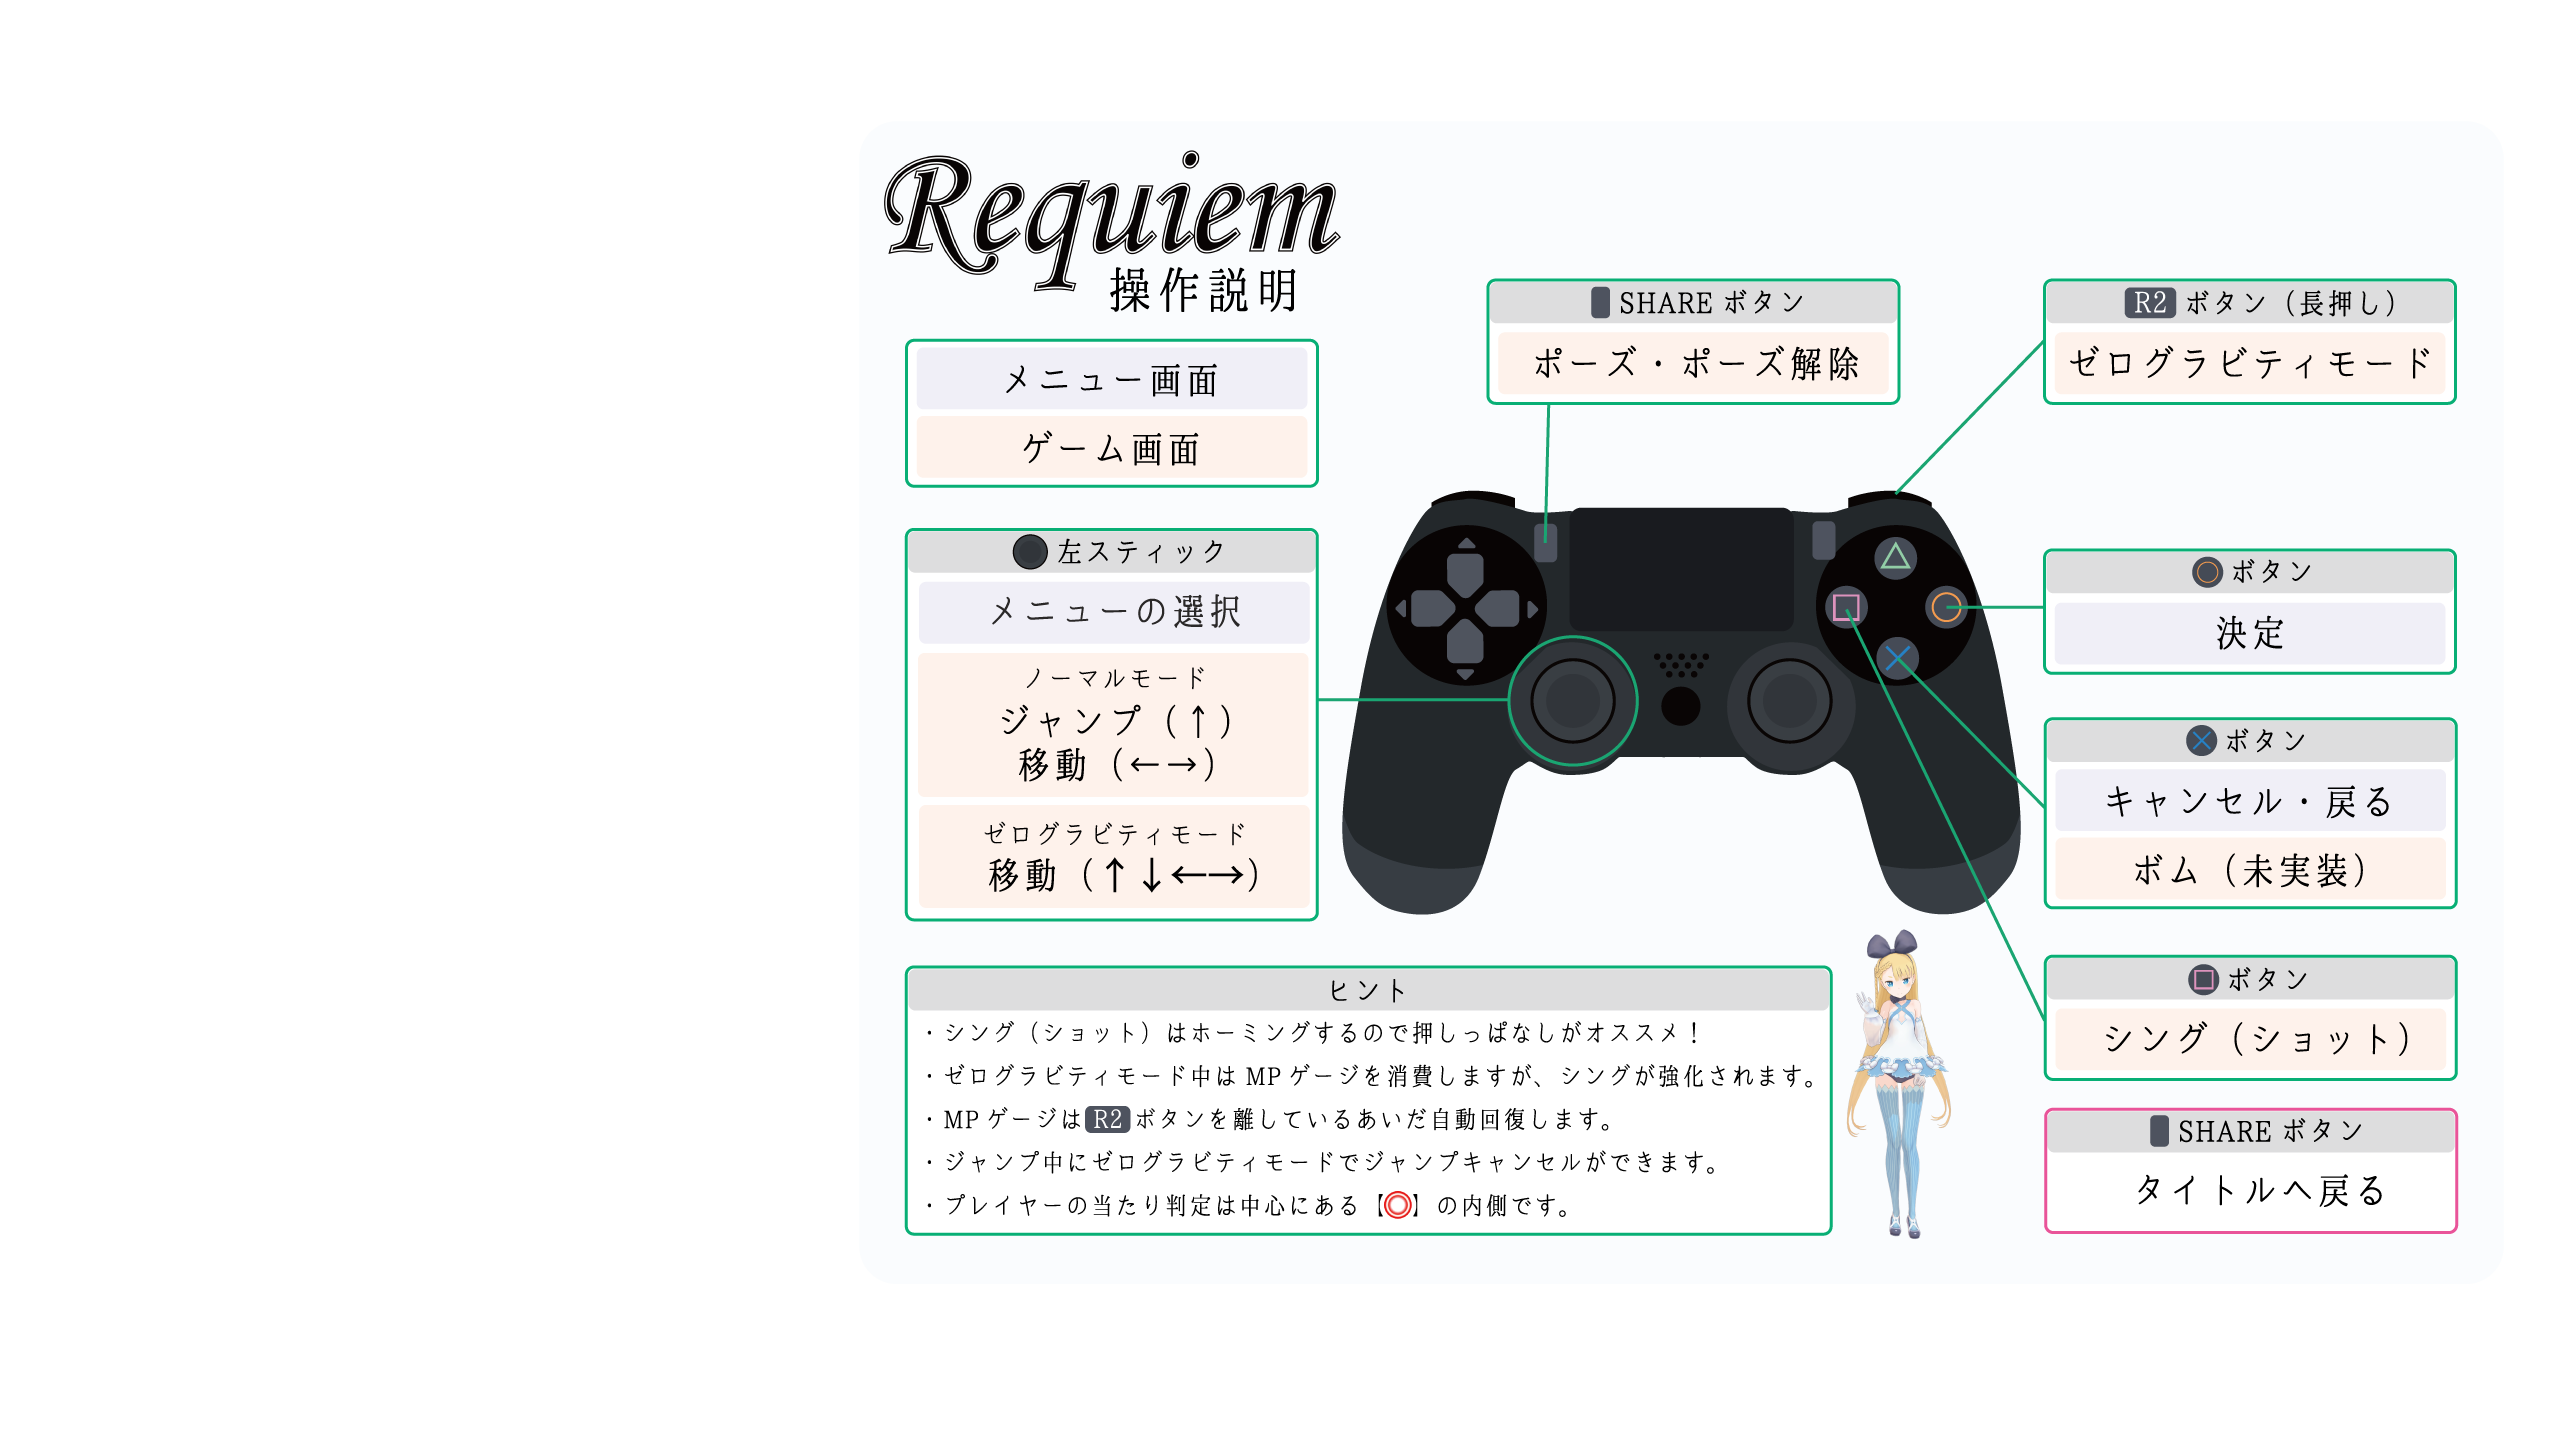 Requiem
操作説明
メニュー画面
ゲーム画面
左スティック
メニューの選択
ノーマルモード
ジャンプ（↑）
移動（←→）
ゼログラビティモード
移動（↑↓←→）
SHARE ボタン
ポーズ・ポーズ解除
R2 ボタン（長押し）
ゼログラビティモード
○ ボタン
決定
× ボタン
キャンセル・戻る
ボム（未実装）
□ ボタン
シング（ショット）
SHARE ボタン
タイトルへ戻る
ヒント
・シング（ショット）はホーミングするので押しっぱなしがオススメ！
・ゼログラビティモード中は MP ゲージを消費しますが、シングが強化されます。
・MP ゲージは R2 ボタンを離しているあいだ自動回復します。
・ジャンプ中にゼログラビティモードでジャンプキャンセルができます。
・プレイヤーの当たり判定は中心にある【◎】の内側です。